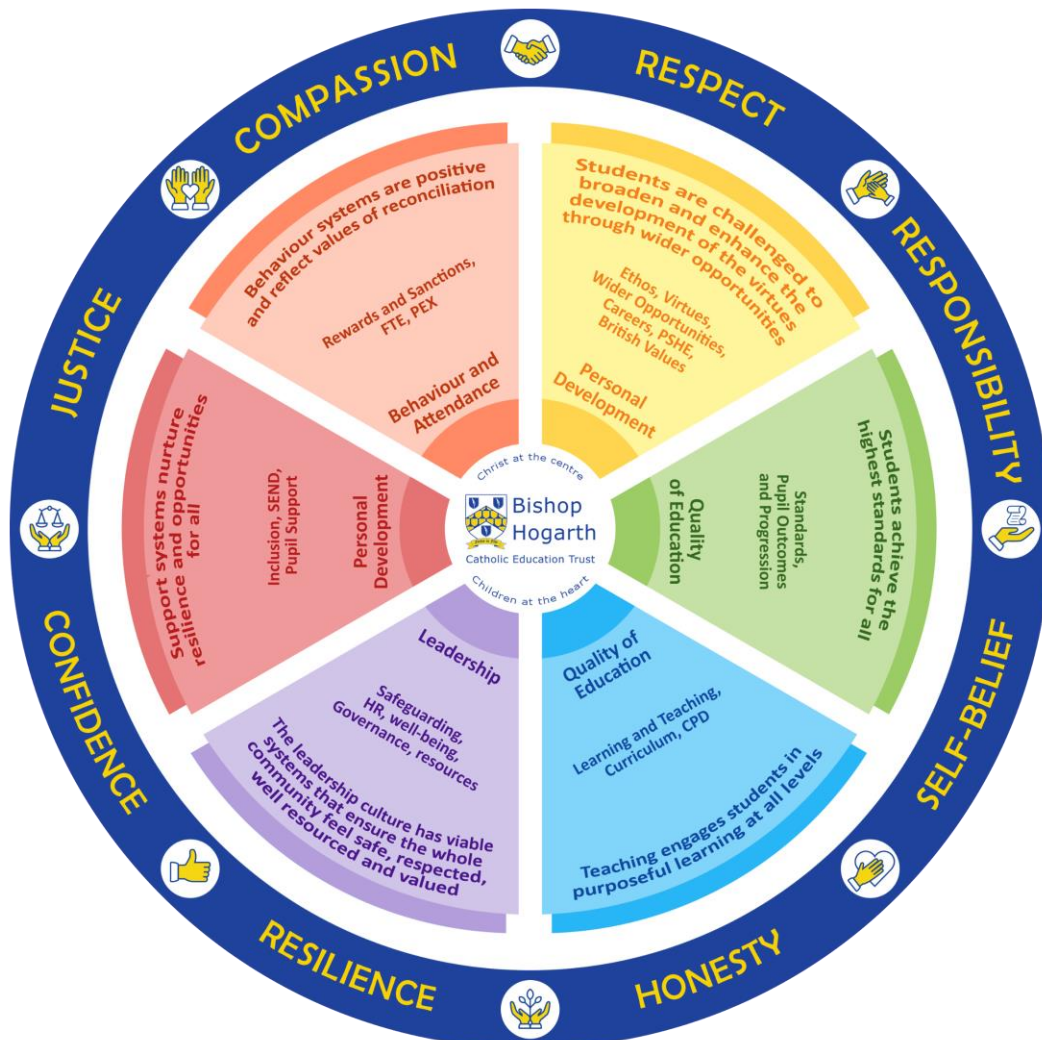 COMPASSION
RESPECT
RESPONSIBILITY
SELF-BELIEF
HONESTY
RESILIENCE
CONFIDENCE
JUSTICE
Behaviour systems are positive
and reflect values of reconciliation
Rewards and Sanctions,
FTE, PEX
Behaviour and
Attendance
Students are challenged to
broaden and enhance the
development of the virtues
through wider opportunities
Ethos, Virtues,
Wider Opportunities,
Careers, PSHE,
British Values
Personal
Development
Students achieve the
highest standards for all
Standards,
Pupil Outcomes
and Progression
Quality
of Education
Quality of
Education
Learning and Teaching,
Curriculum, CPD
Teaching engages students in
purposeful learning at all levels
Leadership
Safeguarding,
HR, well-being,
Governance, resources
The leadership culture has viable
systems that ensure the whole
community feel safe, respected,
well resourced and valued
Support systems nurture
resilience and opportunities
for all
Inclusion, SEND,
Pupil Support
Personal
Development
Christ at the centre
Bishop
Hogarth
Catholic Education Trust
Children at the heart